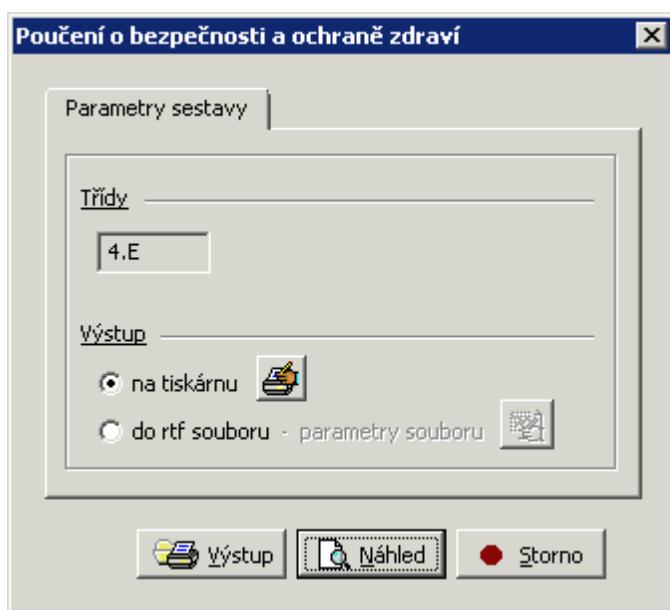 Poučení o bezpečnosti a ochraně zdraví
Parametry sestavy
Třídy
4.E
Výstup
na tiskárnu
do rtf souboru - parametry souboru
Výstup Náhled Storno